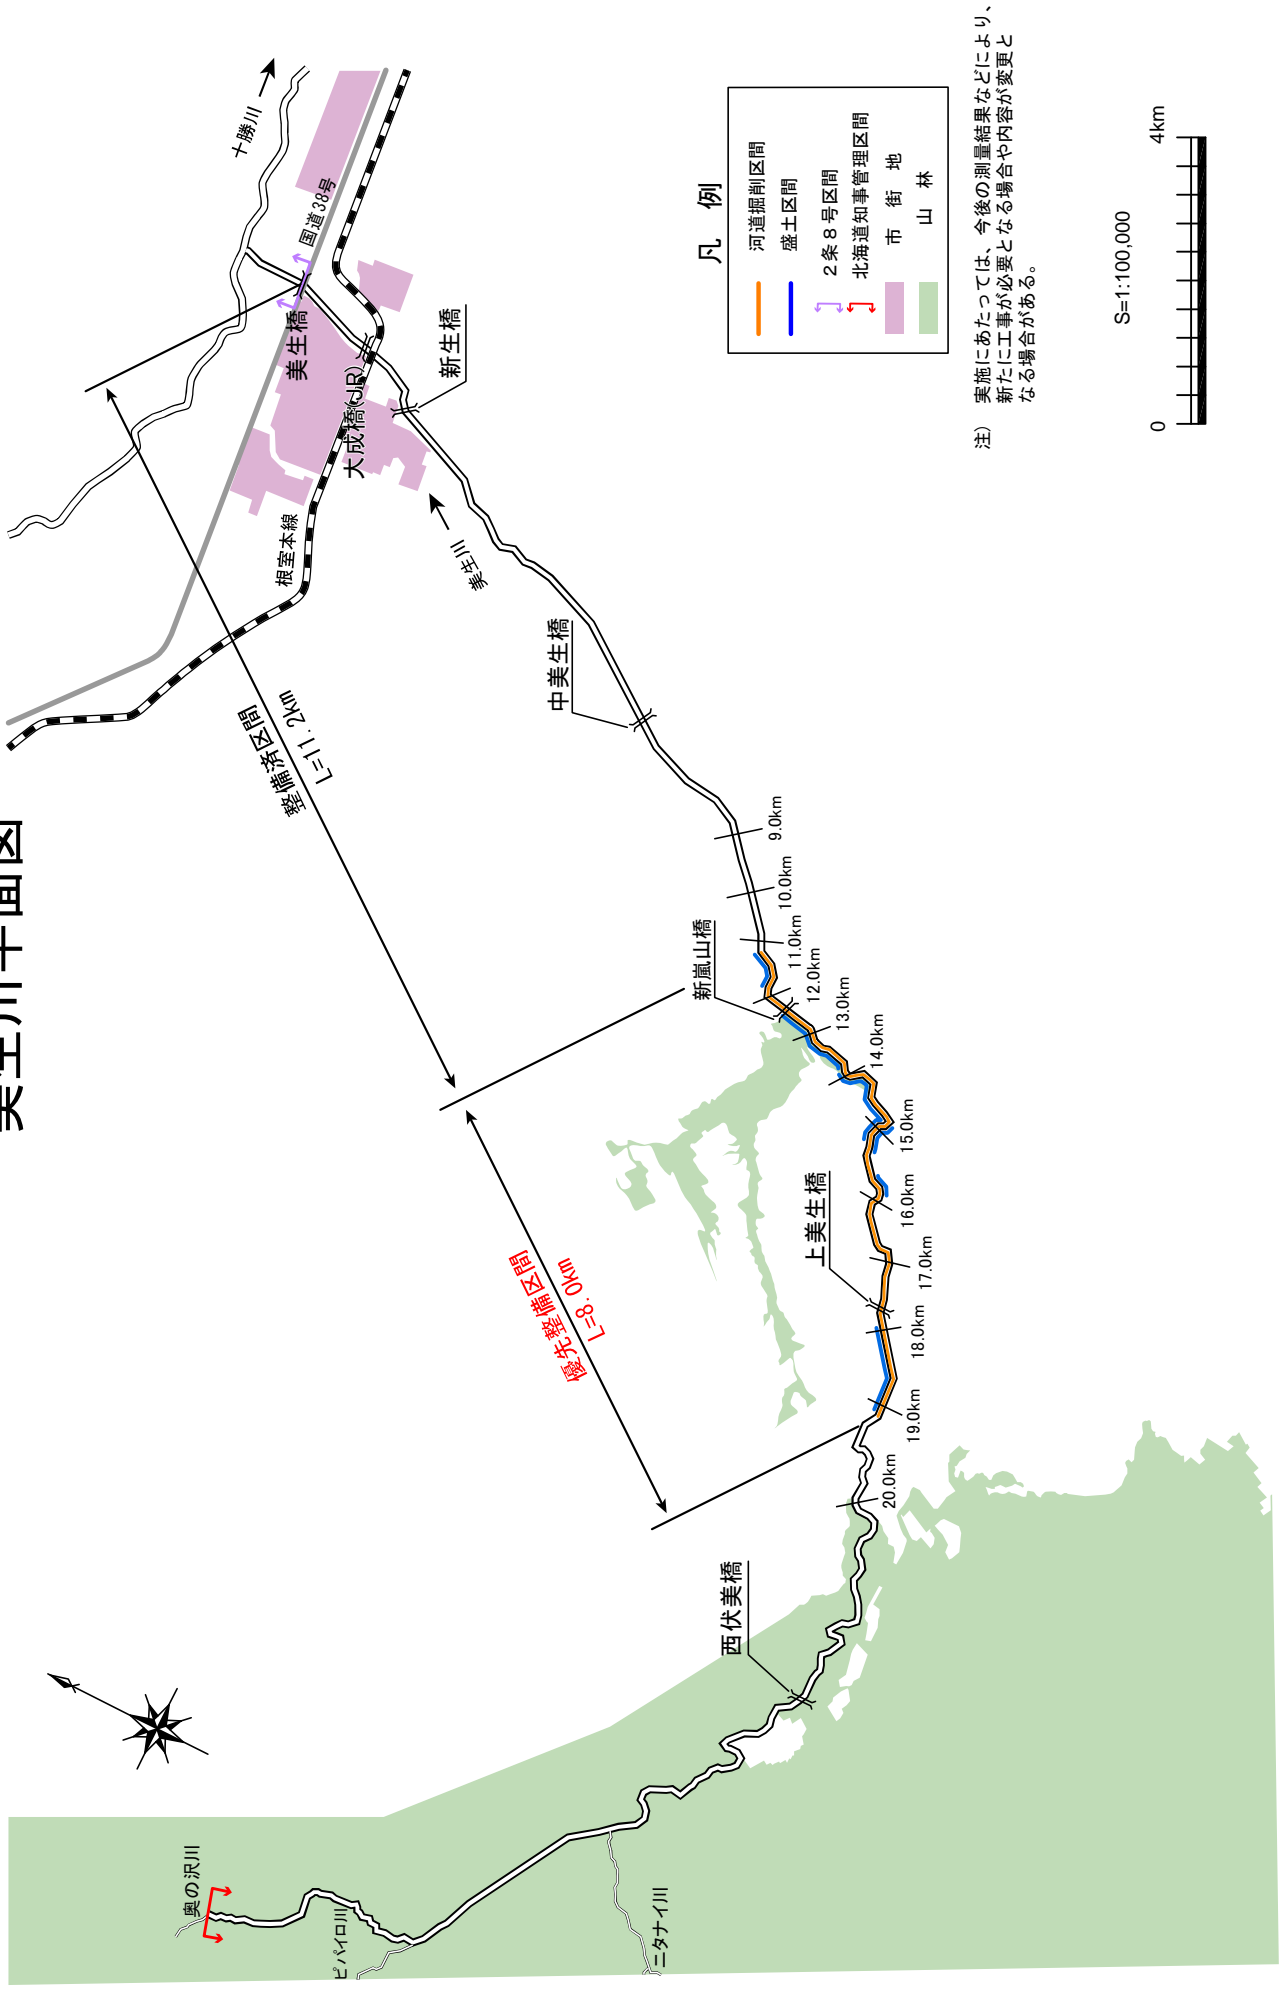 美生川平面図
十勝川
国道38号
美生橋
大成橋(JR)
新生橋
根室本線
美生川
中美生橋
整備済区間
L=11.2km
9.0km
10.0km
11.0km
新嵐山橋
12.0km
13.0km
14.0km
15.0km
16.0km
上美生橋
17.0km
18.0km
19.0km
20.0km
優先整備区間
L=8.0km
西伏美橋
奥の沢川
ピパイロ川
ニタナイ川
凡 例
河道掘削区間
盛土区間
2条8号区間
北海道知事管理区間
市 街 地
山 林
注) 実施にあたっては、今後の測量結果などにより、
新たに工事が必要となる場合や内容が変更と
なる場合がある。
S=1:100,000
0
4km